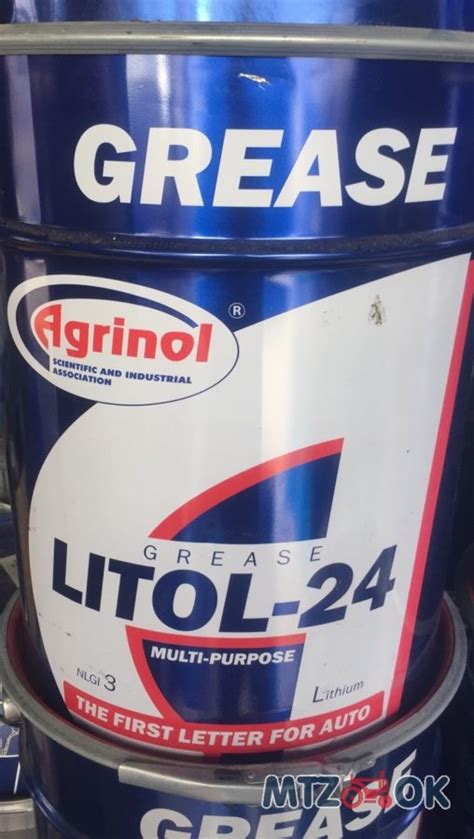 GREASE
Agrinol ®
SCIENTIFIC AND INDUSTRIAL
ASSOCIATION
GREASE
LITOL-24
MULTI-PURPOSE
NLGI 3
Lithium
THE FIRST LETTER FOR AUTO
GREASE
MTZ OK